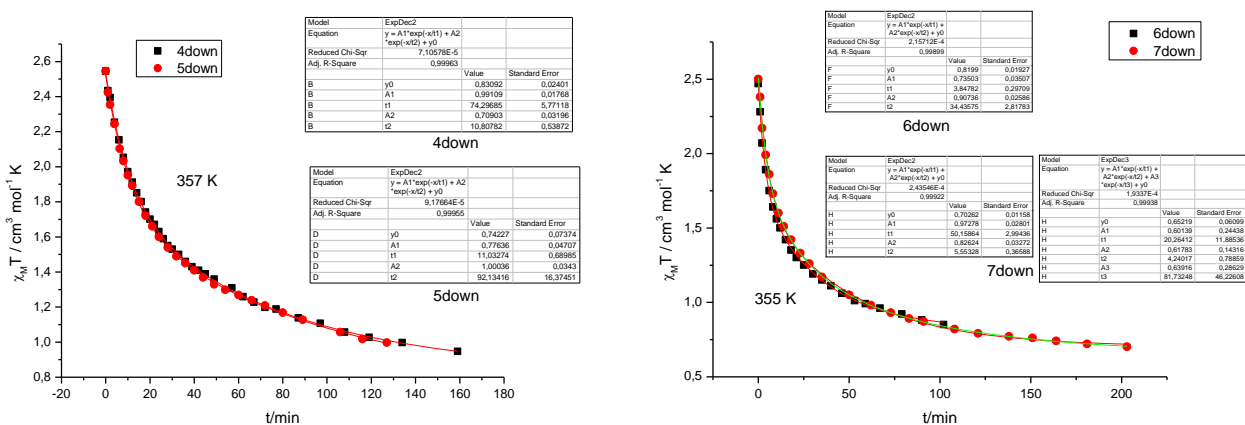 Model ExpDec2
Equation y = A1*exp(-x/t1) + A2
*exp(-x/t2) + y0
Reduced Chi-Sqr 7,10578E-5
Adj. R-Square 0,99963
Value Standard Error
B y0 0,83092 0,02401
B A1 0,99109 0,01768
B t1 74,29685 5,77118
B A2 0,70903 0,03196
B t2 10,80782 0,53872
4down
4down
5down
357 K
Model ExpDec2
Equation y = A1*exp(-x/t1) + A2
*exp(-x/t2) + y0
Reduced Chi-Sqr 9,17664E-5
Adj. R-Square 0,99955
Value Standard Error
D y0 0,74227 0,07374
D A1 0,77636 0,04707
D t1 11,03274 0,68985
D A2 1,00036 0,0343
D t2 92,13416 16,37451
5down
χM T / cm3 mol-1 K
2,6
2,4
2,2
2,0
1,8
1,6
1,4
1,2
1,0
0,8
-20 0 20 40 60 80 100 120 140 160 180
t/min
Model ExpDec2
Equation y = A1*exp(-x/t1) +
A2*exp(-x/t2) + y0
Reduced Chi-Sqr 2,15712E-4
Adj. R-Square 0,99899
Value Standard Error
F y0 0,8199 0,01927
F A1 0,73503 0,03507
F t1 3,84782 0,29709
F A2 0,90736 0,02586
F t2 34,43575 2,81783
6down
6down
7down
Model ExpDec2
Equation y = A1*exp(-x/t1) +
A2*exp(-x/t2) + y0
Reduced Chi-Sqr 2,43546E-4
Adj. R-Square 0,99922
Value Standard Error
H y0 0,70262 0,01158
H A1 0,97278 0,02801
H t1 50,15864 2,99436
H A2 0,82624 0,03272
H t2 5,55328 0,36588
Model ExpDec3
Equation y = A1*exp(-x/t1) +
A2*exp(-x/t2) + A3
*exp(-x/t3) + y0
Reduced Chi-Sqr 1,9337E-4
Adj. R-Square 0,99938
Value Standard Error
H y0 0,65219 0,06099
H A1 0,60139 0,24438
H t1 20,26412 11,88536
H A2 0,61783 0,14316
H t2 4,24017 0,78859
H A3 0,63916 0,28629
H t3 81,73248 46,22608
7down
355 K
χM T / cm3 mol-1 K
2,5
2,0
1,5
1,0
0,5
0 50 100 150 200
t/min